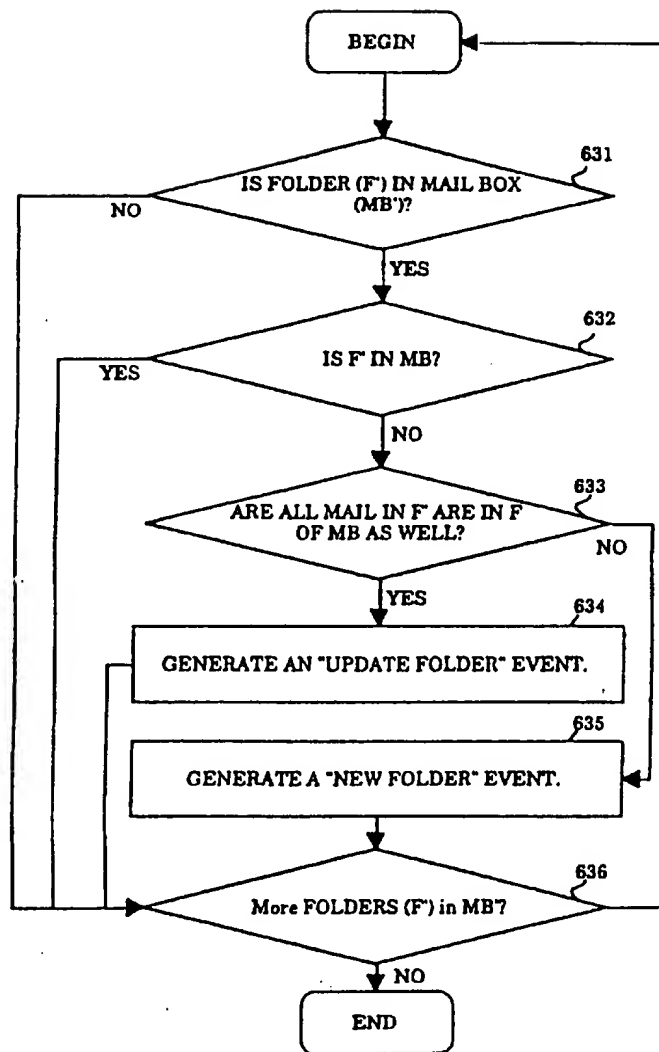 BEGIN
631
IS FOLDER (F') IN MAIL BOX
(MB')?
NO
YES
632
IS F' IN MB?
YES
NO
633
ARE ALL MAIL IN F' ARE IN F
OF MB AS WELL?
NO
YES
634
GENERATE AN "UPDATE FOLDER" EVENT.
635
GENERATE A "NEW FOLDER" EVENT.
636
More FOLDERS (F') in MB'?
NO
END